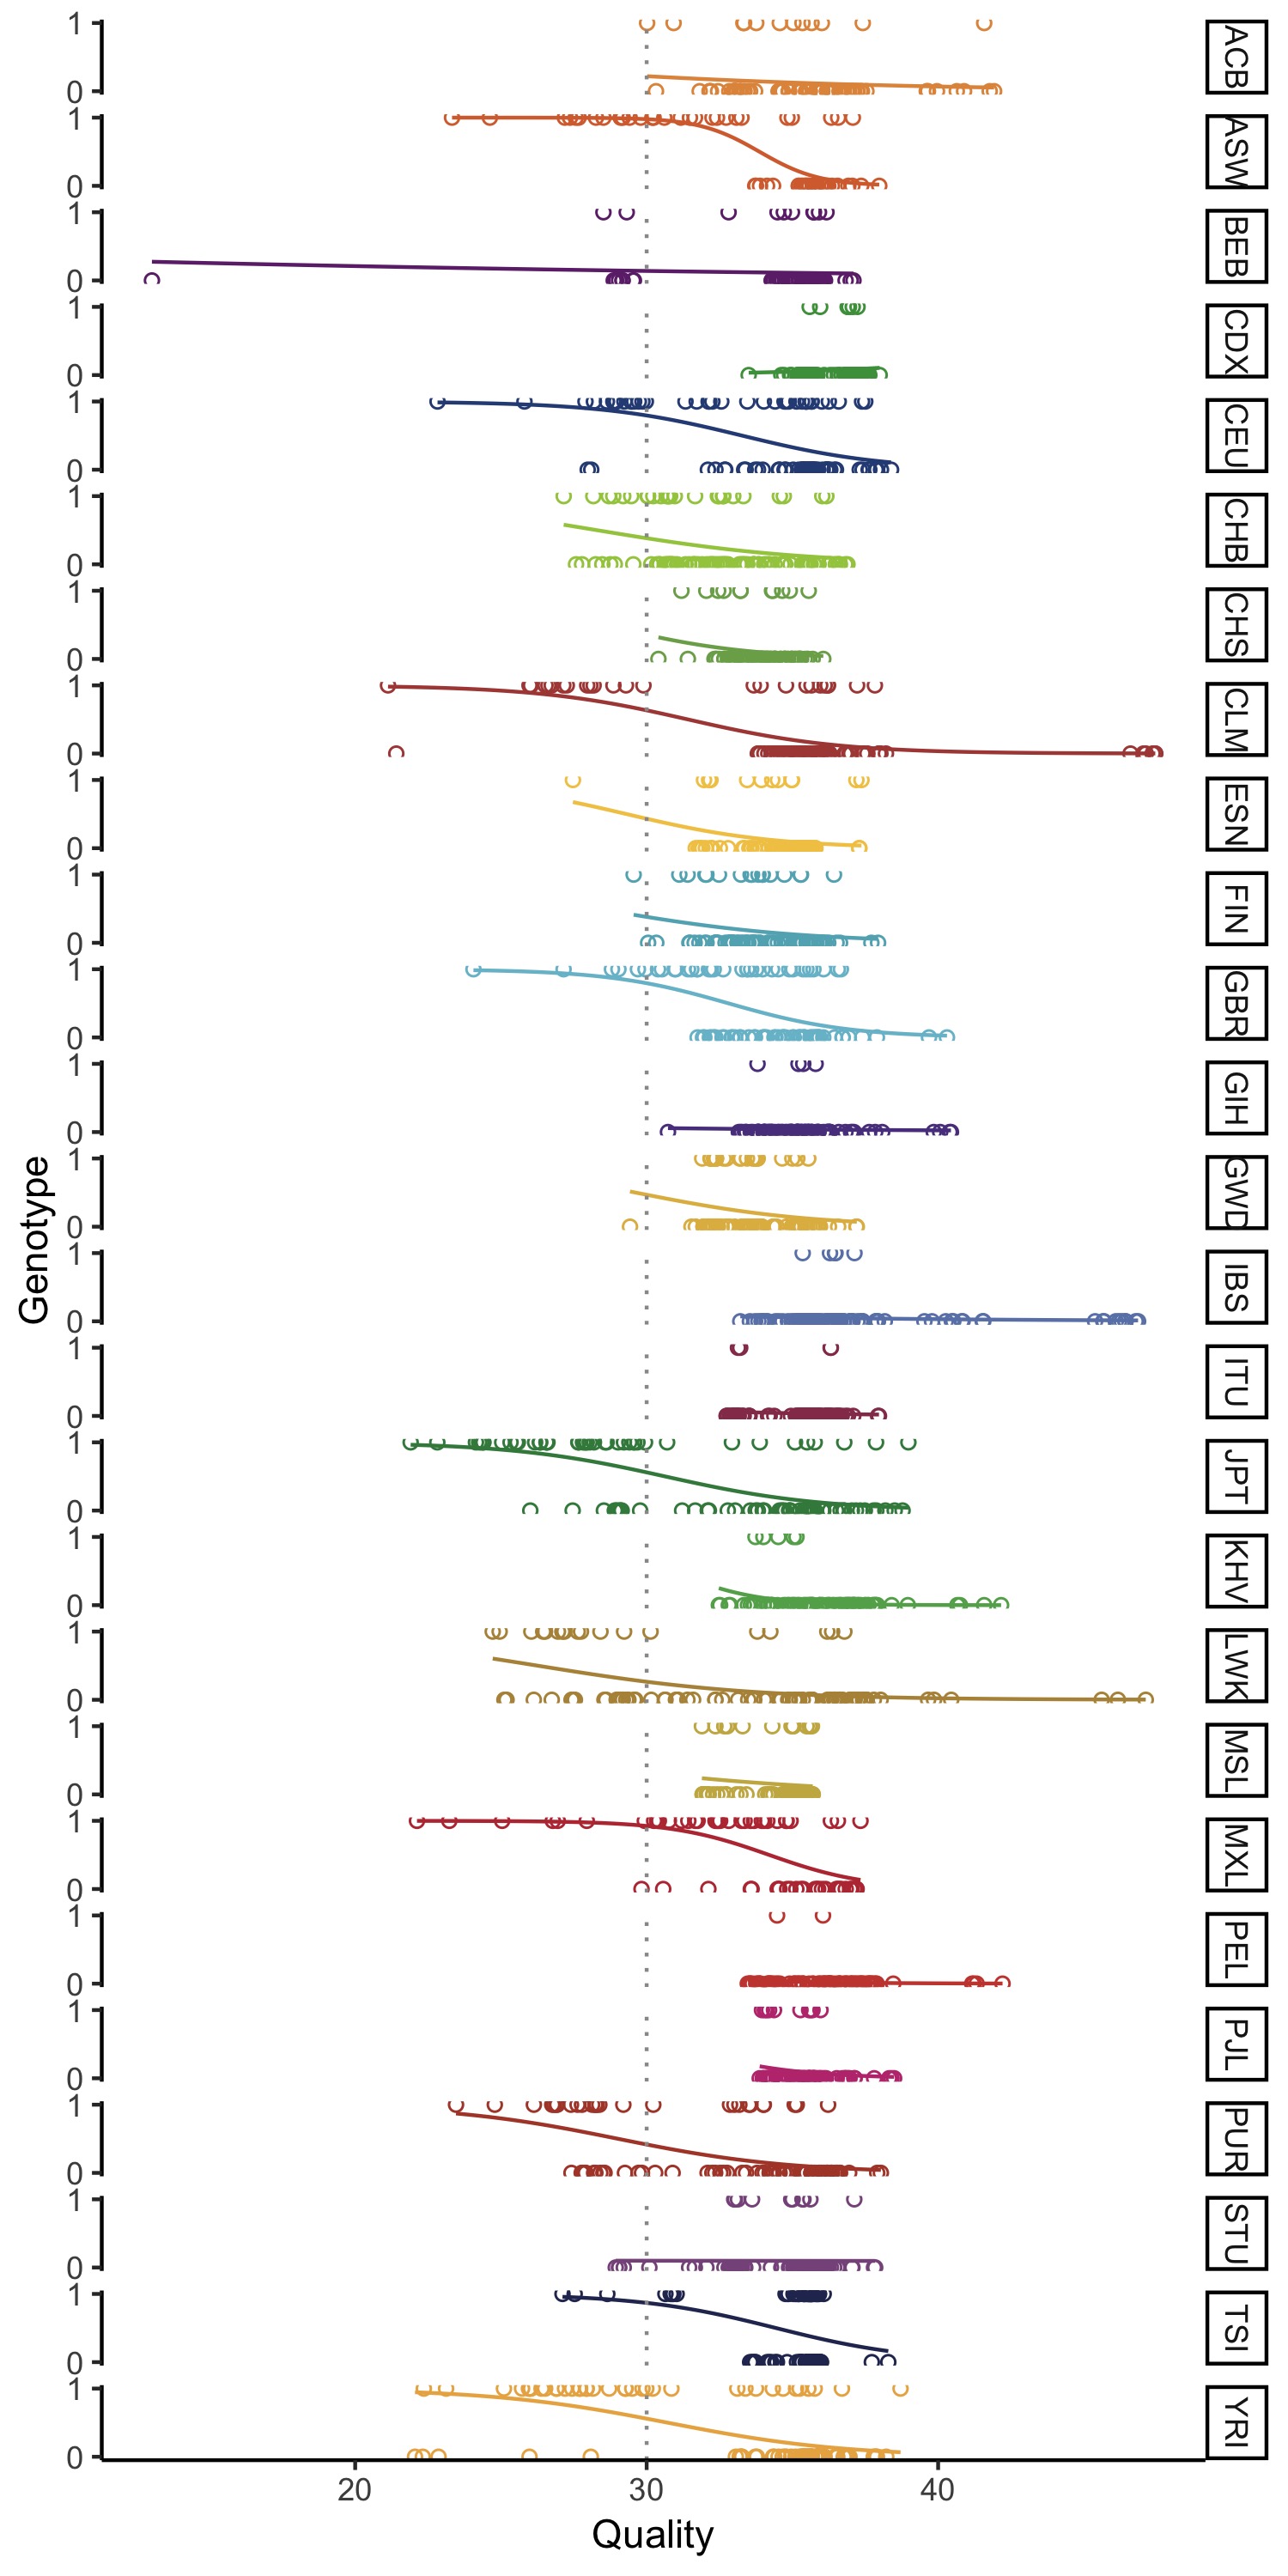 1
0
ACB
1
0
ASW
1
0
BEB
1
0
CDX
1
0
CEU
1
0
CHB
1
0
CHS
1
0
CLM
1
0
ESN
1
0
FIN
1
0
GBR
1
0
GIH
1
0
GWD
1
0
IBS
1
0
ITU
1
0
JPT
1
0
KHV
1
0
LWK
1
0
MSL
1
0
MXL
1
0
PEL
1
0
PJL
1
0
PUR
1
0
STU
1
0
TSI
1
0
YRI
Genotype
20 30 40
Quality